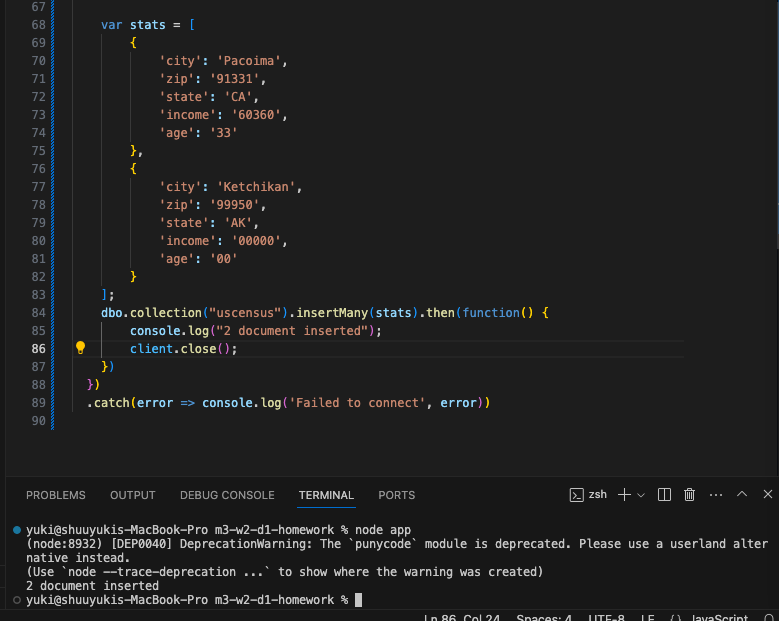 67
68 var stats = [
69 {
70 'city': 'Pacoima',
71 'zip': '91331',
72 'state': 'CA',
73 'income': '60360',
74 'age': '33'
75 },
76 {
77 'city': 'Ketchikan',
78 'zip': '99950',
79 'state': 'AK',
80 'income': '00000',
81 'age': '00'
82 }
83 ];
84 dbo.collection("uscensus").insertMany(stats).then(function() {
85 console.log("2 document inserted");
86 client.close();
87 })
88 })
89 .catch(error => console.log('Failed to connect', error))
90
PROBLEMS OUTPUT DEBUG CONSOLE TERMINAL PORTS zsh
yuki@shuuyukis-MacBook-Pro m3-w2-d1-homework % node app
(node:8932) [DEP0040] DeprecationWarning: The `punycode` module is deprecated. Please use a userland alter
native instead.
(Use `node --trace-deprecation ...` to show where the warning was created)
2 document inserted
yuki@shuuyukis-MacBook-Pro m3-w2-d1-homework %
Ln 86, Col 24 Spaces: 4 UTF-8 LF {} JavaScript